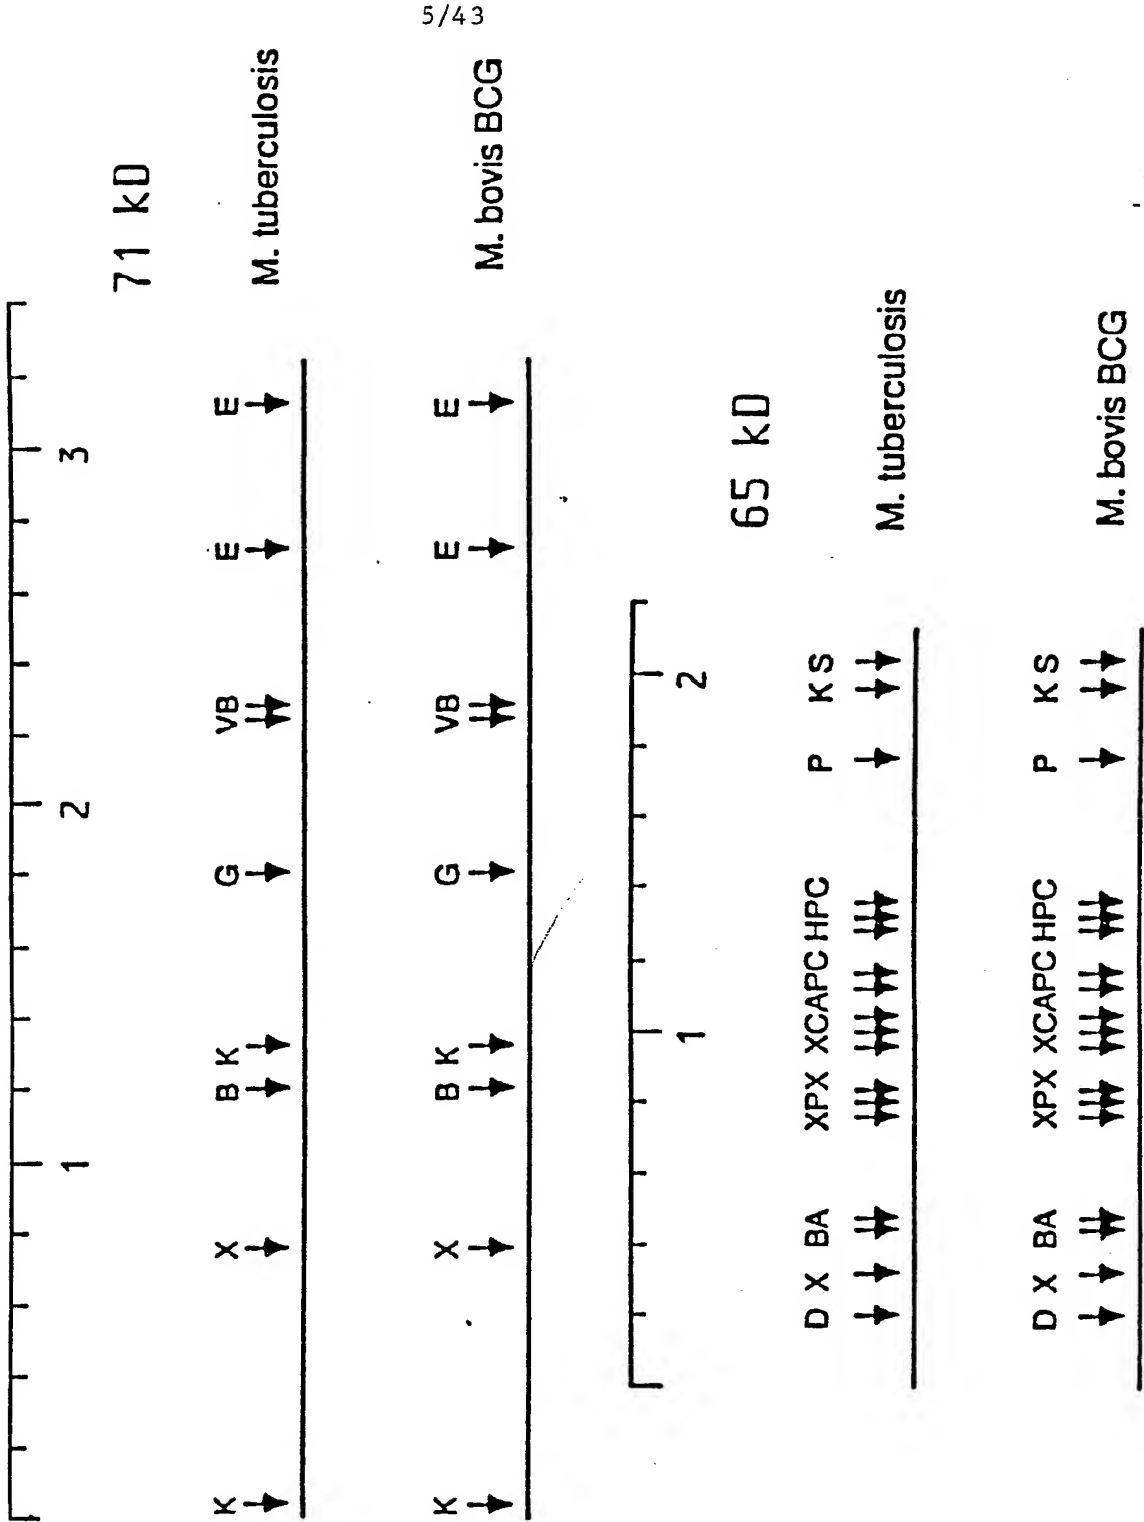 5/43
71 kD
1 2 3
K X B K G VB E E
M. tuberculosis
K X B K G VB E E
M. bovis BCG
65 kD
1 2
D X BA XPX XCAPC HPC P K S
M. tuberculosis
D X BA XPX XCAPC HPC P K S
M. bovis BCG